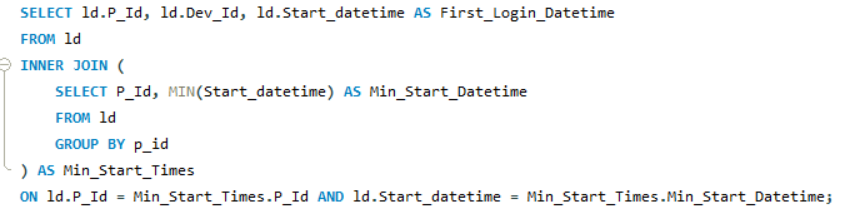 SELECT ld.P_Id, ld.Dev_Id, ld.Start_datetime AS First_Login_Datetime
FROM ld
INNER JOIN (
SELECT P_Id, MIN(Start_datetime) AS Min_Start_Datetime
FROM ld
GROUP BY p_id
) AS Min_Start_Times
ON ld.P_Id = Min_Start_Times.P_Id AND ld.Start_datetime = Min_Start_Times.Min_Start_Datetime;